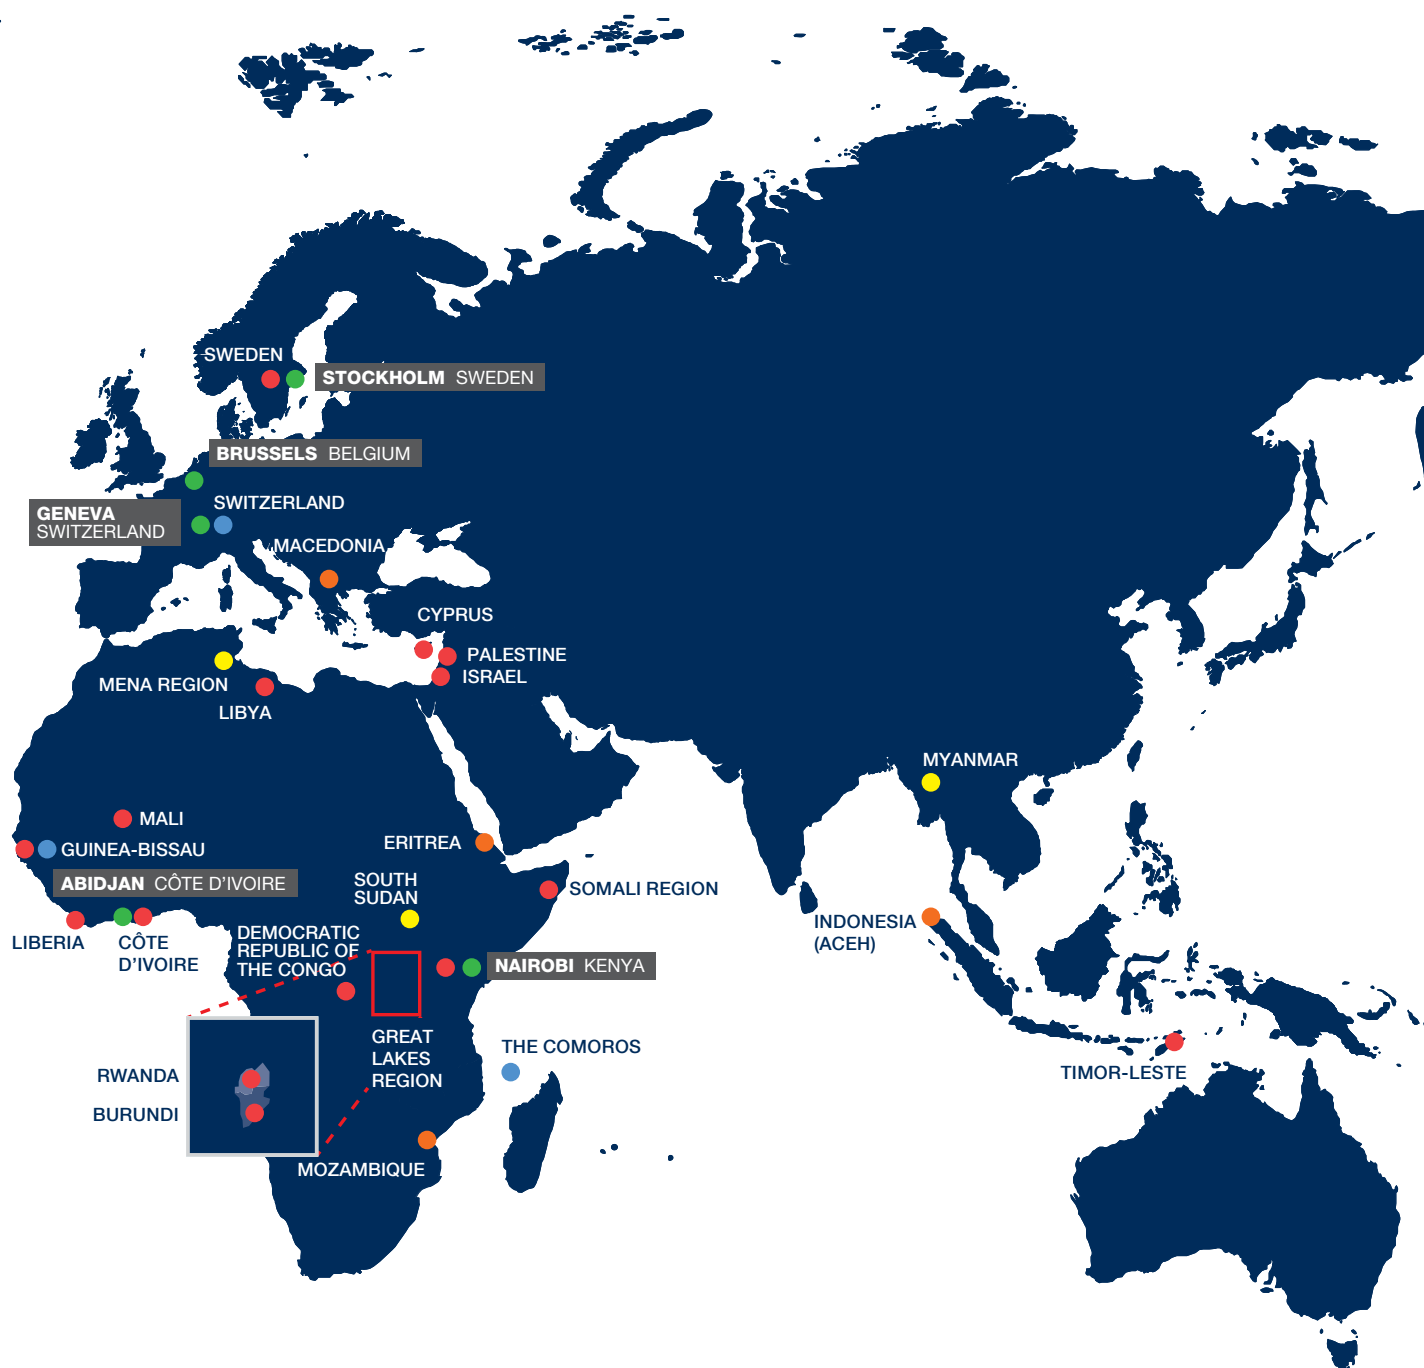 SWEDEN
STOCKHOLM SWEDEN
BRUSSELS BELGIUM
SWITZERLAND
GENEVA
SWITZERLAND
MACEDONIA
CYPRUS
PALESTINE
ISRAEL
MENA REGION
LIBYA
MYANMAR
MALI
ERITREA
GUINEA-BISSAU
ABIDJAN CÔTE D'IVOIRE
SOUTH
SUDAN
SOMALI REGION
INDONESIA
(ACEH)
LIBERIA
CÔTE
D'IVOIRE
DEMOCRATIC
REPUBLIC OF
THE CONGO
NAIROBI KENYA
GREAT
LAKES
REGION
THE COMOROS
TIMOR-LESTE
RWANDA
BURUNDI
MOZAMBIQUE